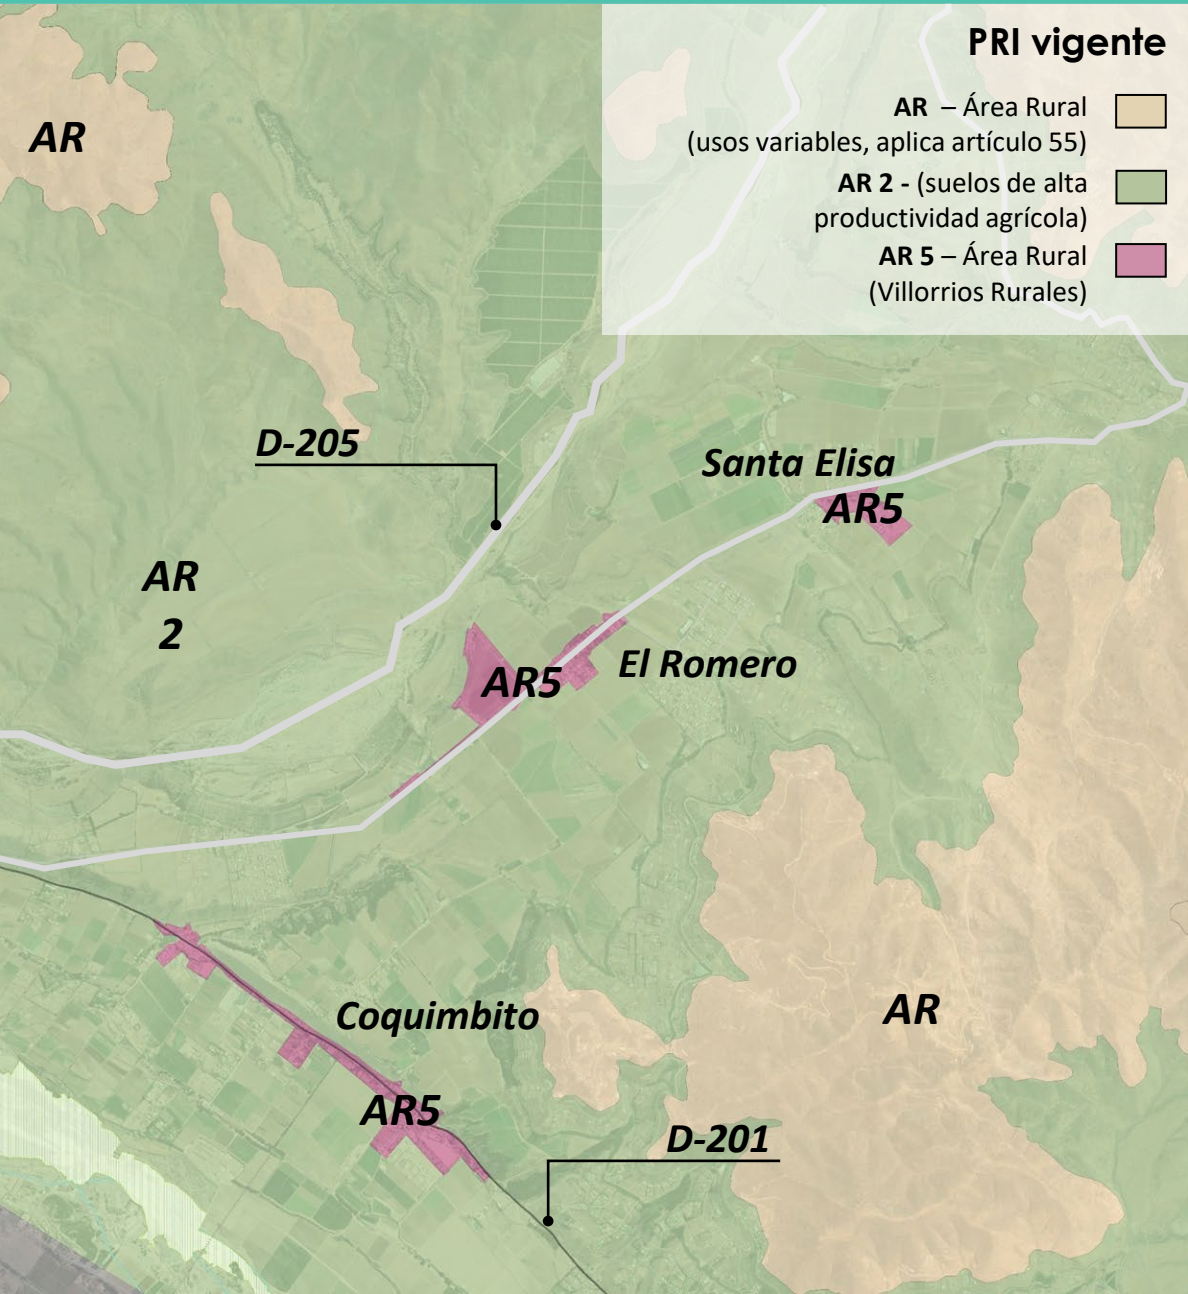 PRI vigente
AR – Área Rural
(usos variables, aplica artículo 55)
AR 2 - (suelos de alta
productividad agrícola)
AR 5 – Área Rural
(Villorrios Rurales)
AR
D-205
Santa Elisa
AR5
AR
2
El Romero
AR5
AR
Coquimbito
AR5
D-201